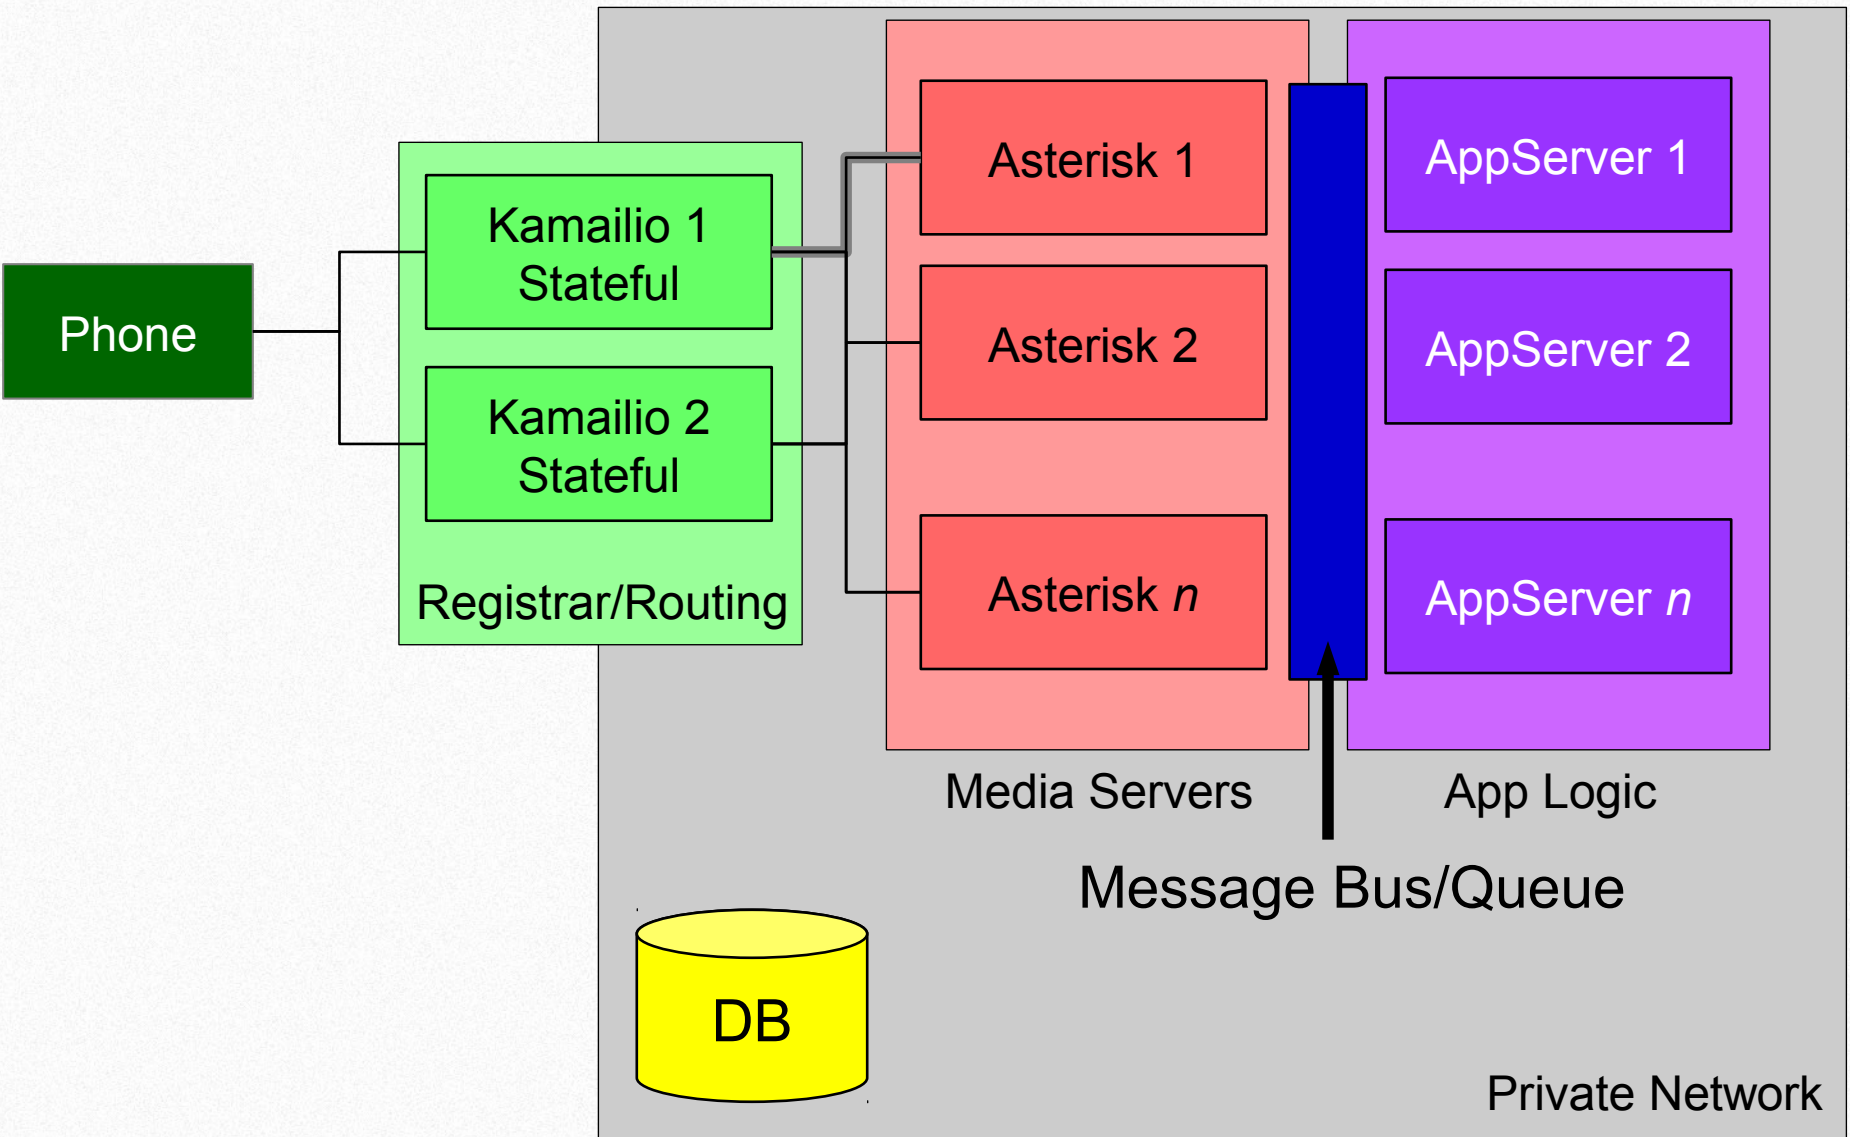 Phone
Kamailio 1
Stateful
Kamailio 2
Stateful
Registrar/Routing
Asterisk 1
Asterisk 2
Asterisk n
Media Servers
AppServer 1
AppServer 2
AppServer n
App Logic
Message Bus/Queue
DB
Private Network